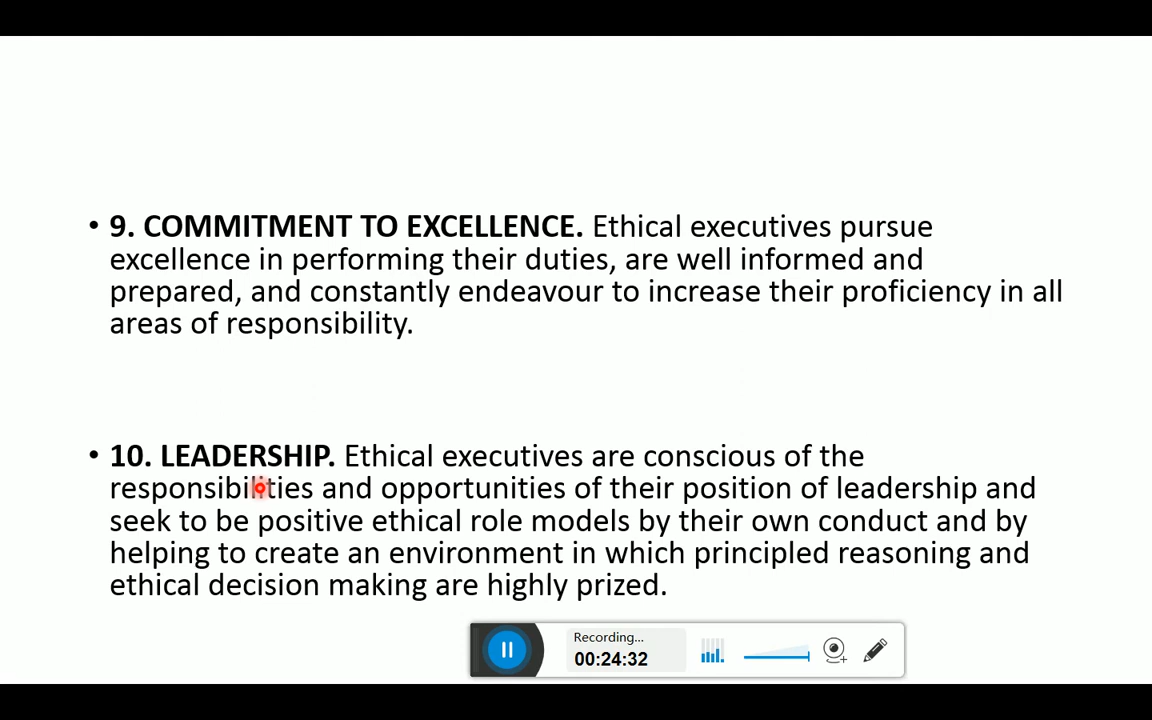 • 9. COMMITMENT TO EXCELLENCE. Ethical executives pursue
excellence in performing their duties, are well informed and
prepared, and constantly endeavour to increase their proficiency in all
areas of responsibility.
• 10. LEADERSHIP. Ethical executives are conscious of the
responsibilities and opportunities of their position of leadership and
seek to be positive ethical role models by their own conduct and by
helping to create an environment in which principled reasoning and
ethical decision making are highly prized.
Recording...
00:24:32